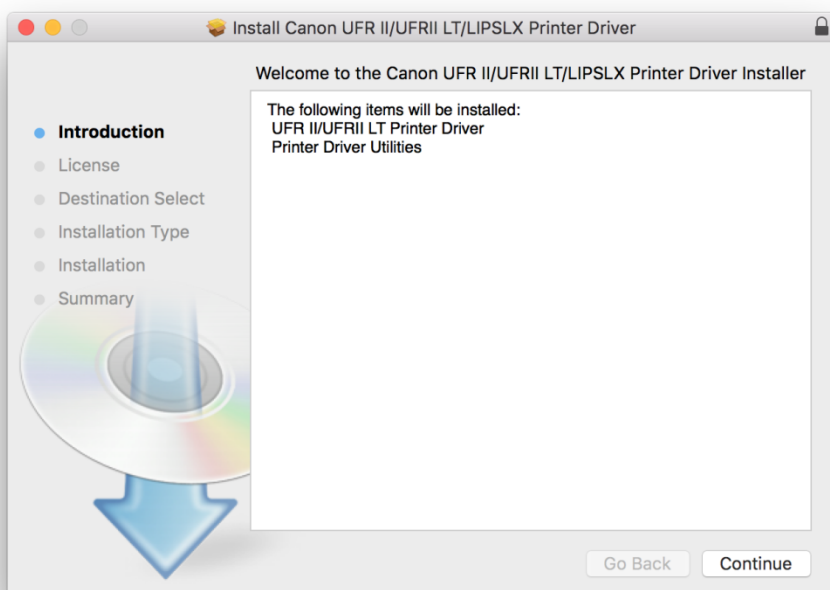 Install Canon UFR II/UFRII LT/LIPSLX Printer Driver
Welcome to the Canon UFR II/UFRII LT/LIPSLX Printer Driver Installer
Introduction
License
Destination Select
Installation Type
Installation
Summary
The following items will be installed:
UFR II/UFRII LT Printer Driver
Printer Driver Utilities
Go Back
Continue